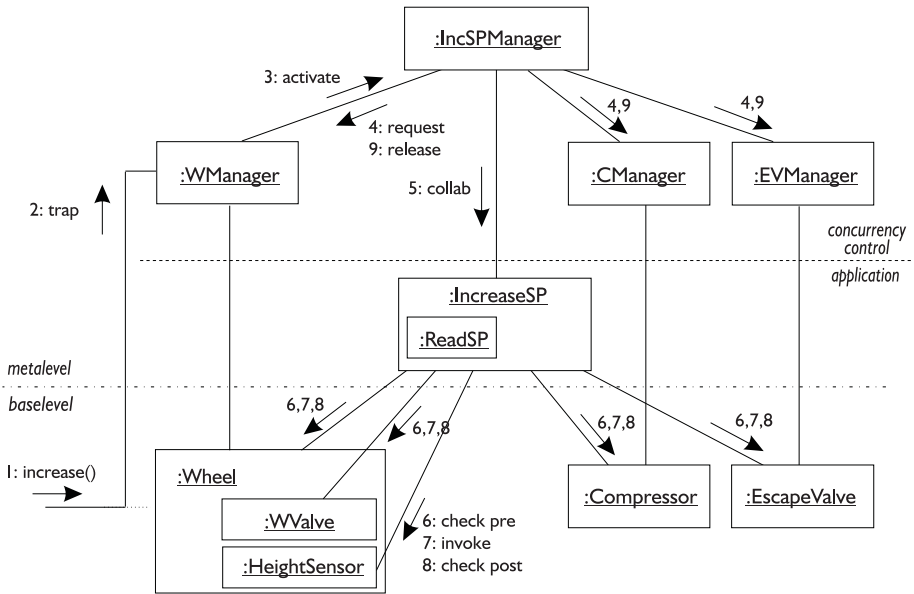 :IncSPManager
3: activate
4: request
9: release
4,9
4,9
:WManager
:CManager
:EVManager
2: trap
5: collab
concurrency
control
application
:IncreaseSP
:ReadSP
metalevel
baselevel
6,7,8
6,7,8
6,7,8
6,7,8
1: increase()
:Wheel
:WValve
:HeightSensor
6: check pre
7: invoke
8: check post
:Compressor
:EscapeValve